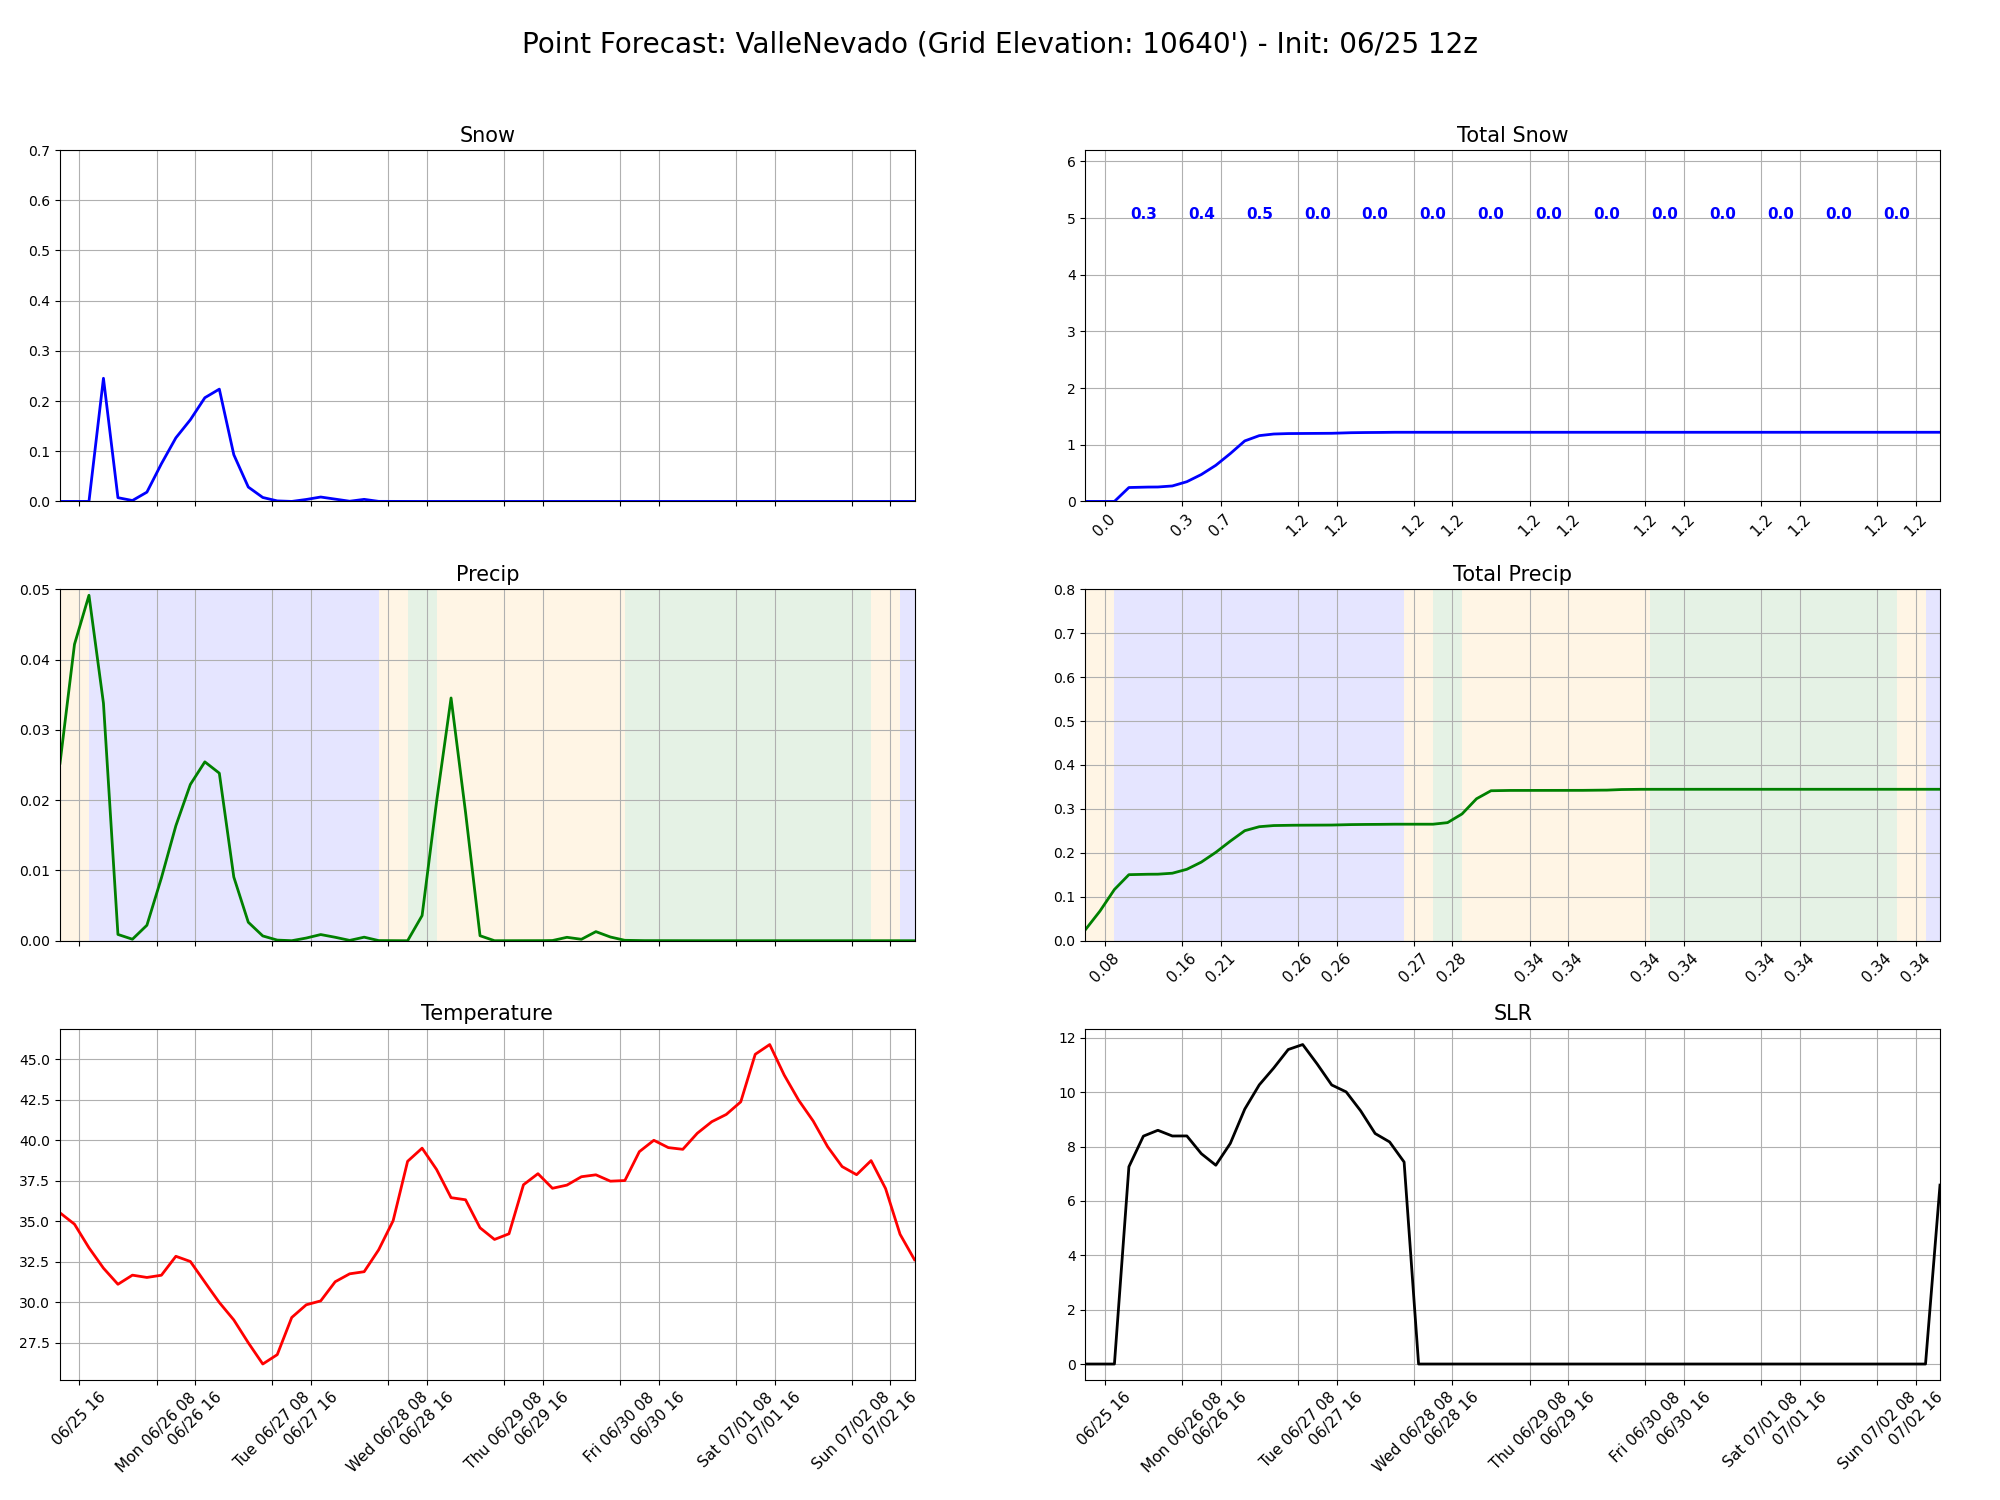 Point Forecast: ValleNevado (Grid Elevation: 10640') - Init: 06/25 12z
Snow
0.7
0.6
0.5
0.4
0.3
0.2
0.1
0.0
Total Snow
6
5
4
3
2
1
0
0.3 0.4 0.5 0.0 0.0 0.0 0.0 0.0 0.0 0.0 0.0 0.0 0.0 0.0
0.0 0.3 0.7 1.2 1.2 1.2 1.2 1.2 1.2 1.2 1.2 1.2 1.2 1.2 1.2
Precip
0.05
0.04
0.03
0.02
0.01
0.00
Total Precip
0.8
0.7
0.6
0.5
0.4
0.3
0.2
0.1
0.0
0.08 0.16 0.21 0.26 0.26 0.27 0.28 0.34 0.34 0.34 0.34 0.34 0.34 0.34 0.34
Temperature
45.0
42.5
40.0
37.5
35.0
32.5
30.0
27.5
06/25 16
Mon 06/26 08
06/26 16
Tue 06/27 08
06/27 16
Wed 06/28 08
06/28 16
Thu 06/29 08
06/29 16
Fri 06/30 08
06/30 16
Sat 07/01 08
07/01 16
Sun 07/02 08
07/02 16
SLR
12
10
8
6
4
2
0
06/25 16
Mon 06/26 08
06/26 16
Tue 06/27 08
06/27 16
Wed 06/28 08
06/28 16
Thu 06/29 08
06/29 16
Fri 06/30 08
06/30 16
Sat 07/01 08
07/01 16
Sun 07/02 08
07/02 16